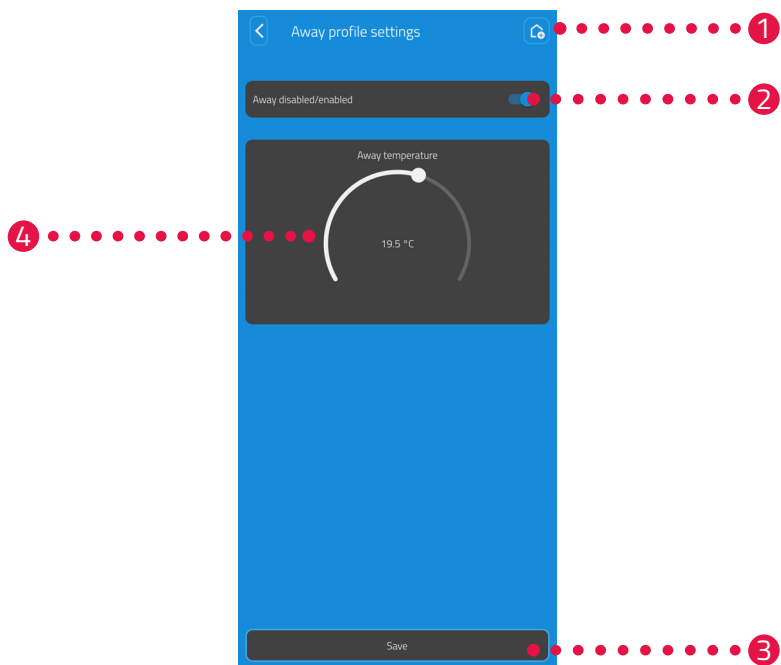 Away profile settings
1
Away disabled/enabled
2
Away temperature
4
19.5 °C
Save
3